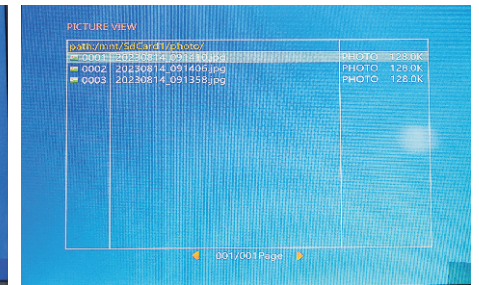 PICTURE VIEW
path:/mnt/SdCard1/photo/
0001 20230814_091410.jpg PHOTO 128.0K
0002 20230814_091406.jpg PHOTO 128.0K
0003 20230814_091358.jpg PHOTO 128.0K
001/001Page